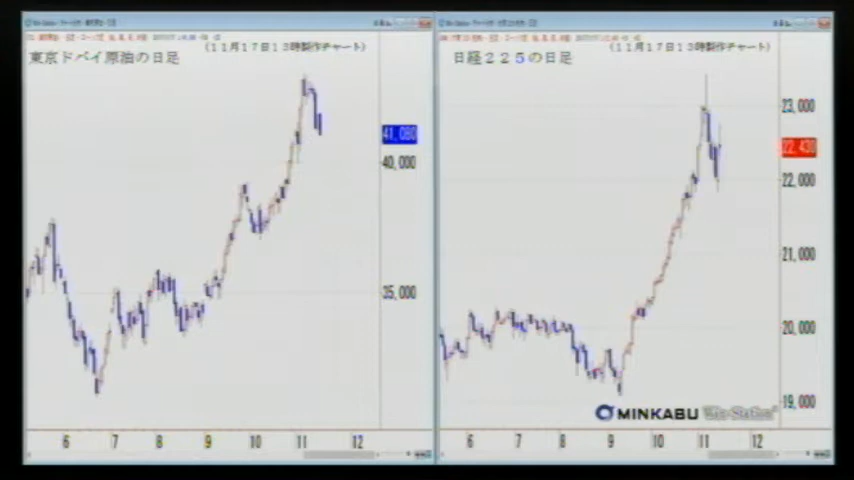 (11月17日13時製作チャート)
東京ドバイ原油の日足
41,080
40,000
35,000
6 7 8 9 10 11 12
(11月17日13時製作チャート)
日経225の日足
23,000
22,430
22,000
21,000
20,000
19,000
MINKABU Win-Station
6 7 8 9 10 11 12